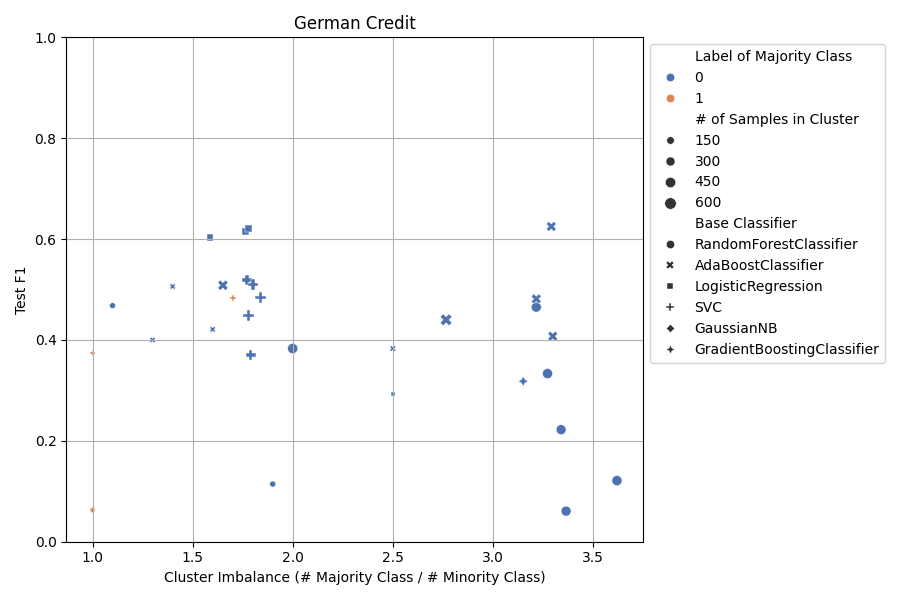 German Credit
1.0
0.8
0.6
0.4
0.2
0.0
Test F1
1.0 1.5 2.0 2.5 3.0 3.5
Cluster Imbalance (# Majority Class / # Minority Class)
Label of Majority Class
0
1
# of Samples in Cluster
150
300
450
600
Base Classifier
RandomForestClassifier
AdaBoostClassifier
LogisticRegression
SVC
GaussianNB
GradientBoostingClassifier